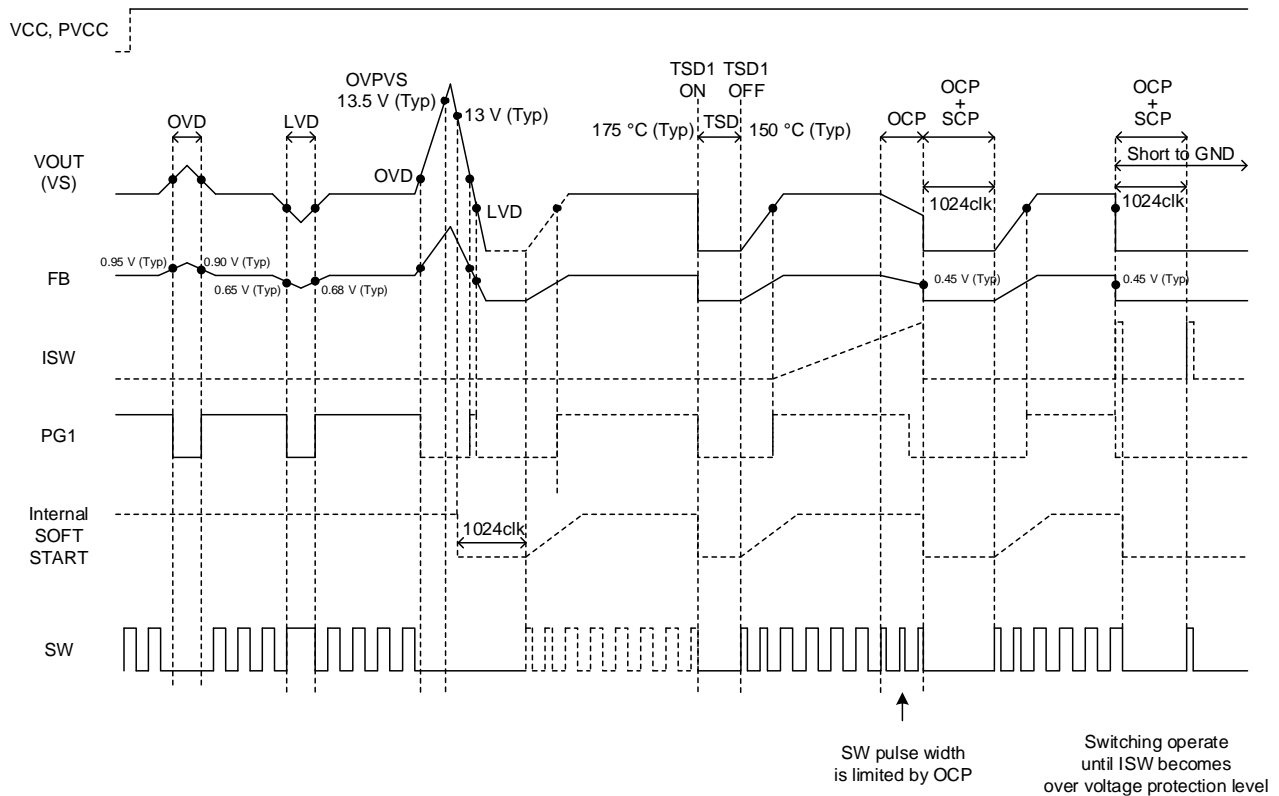 VCC, PVCC
OVD
LVD
OVPVS
13.5 V (Typ)
13 V (Typ)
TSD1
ON
TSD1
OFF
175 °C (Typ)
TSD
150 °C (Typ)
OCP
OCP
+
SCP
OCP
+
SCP
Short to GND
VOUT
(VS)
OVD
LVD
1024clk
1024clk
FB
0.95 V (Typ)
0.90 V (Typ)
0.65 V (Typ)
0.68 V (Typ)
0.45 V (Typ)
0.45 V (Typ)
ISW
PG1
Internal
SOFT
START
1024clk
SW
SW pulse width
is limited by OCP
Switching operate
until ISW becomes
over voltage protection level